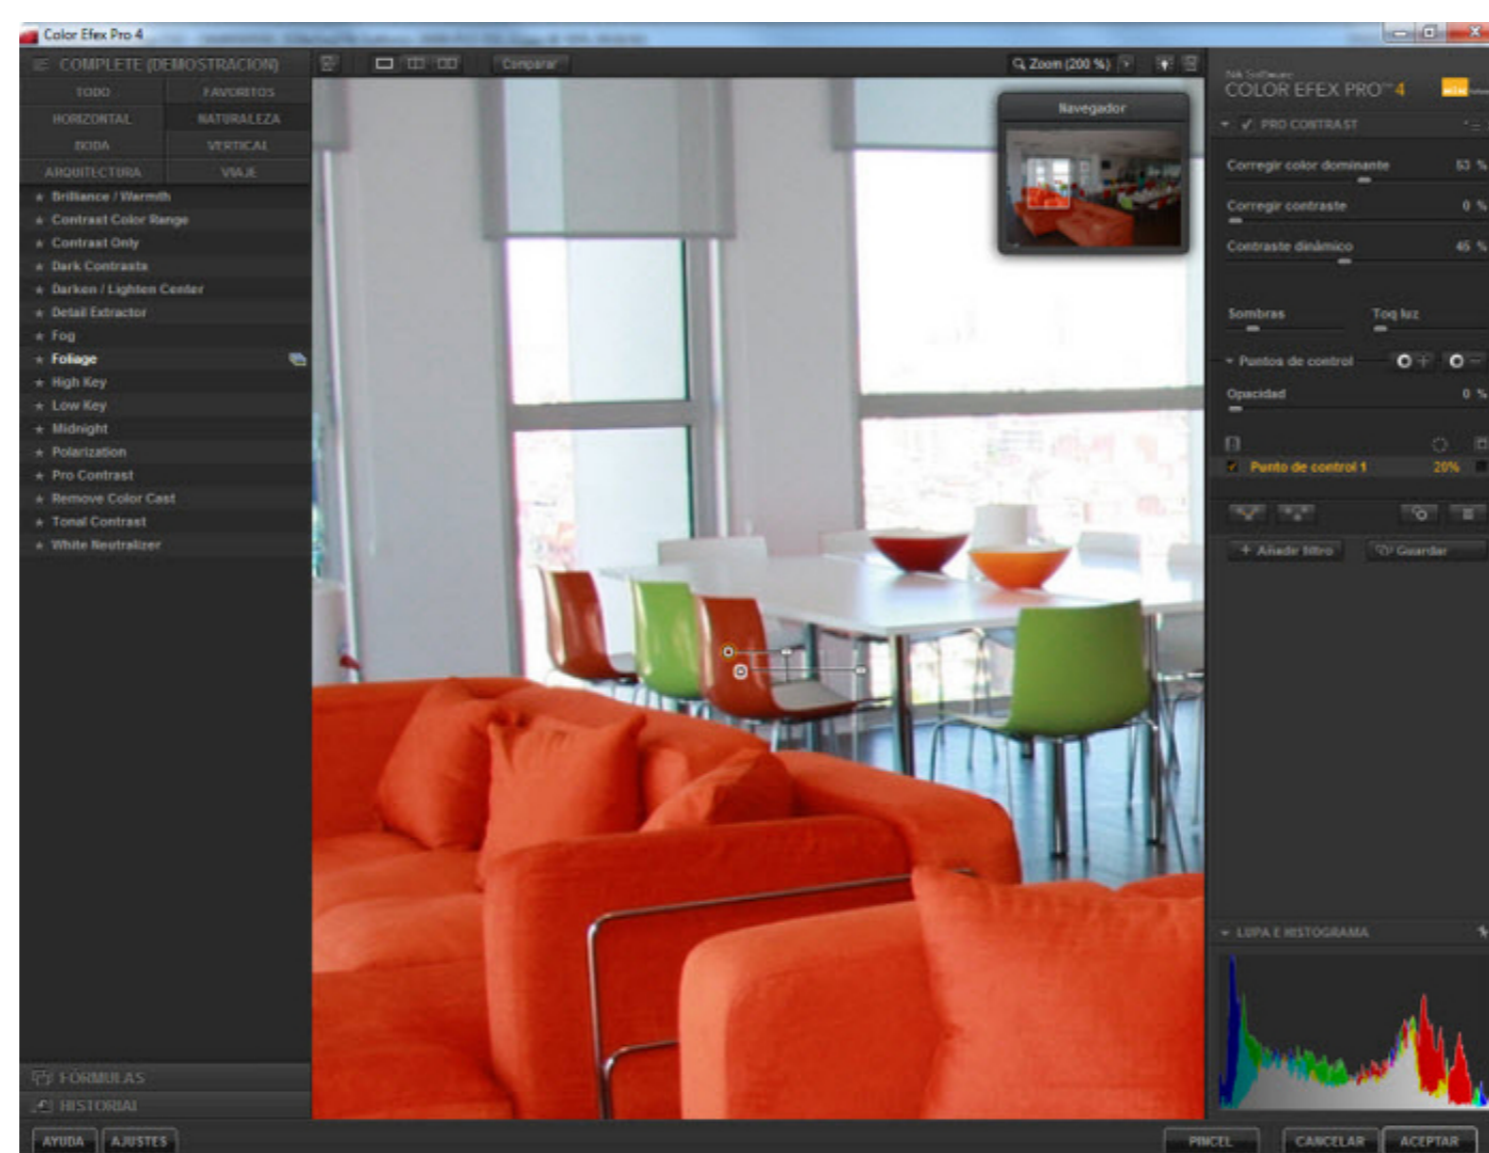 Color Efex Pro 4
COMPLETE (DEMOSTRACION)
TODO FAVORITOS
HORIZONTAL NATURALEZA
BODA VERTICAL
ARQUITECTURA VIAJE
Brilliance / Warmth
Contrast Color Range
Contrast Only
Dark Contrasts
Darken / Lighten Center
Detail Extractor
Fog
Foliage
High Key
Low Key
Midnight
Polarization
Pro Contrast
Remove Color Cast
Tonal Contrast
White Neutralizer
FÓRMULAS
HISTORIAL
AYUDA AJUSTES
Comparar
Zoom (200 %)
Navegador
Nik Software
COLOR EFEX PRO™ 4
PRO CONTRAST
Corregir color dominante 53 %
Corregir contraste 0 %
Contraste dinámico 45 %
Sombras Toq luz
Puntos de control
Opacidad 0 %
Punto de control 1 20%
+ Añadir filtro Guardar
LUPA E HISTOGRAMA
PINCEL CANCELAR ACEPTAR